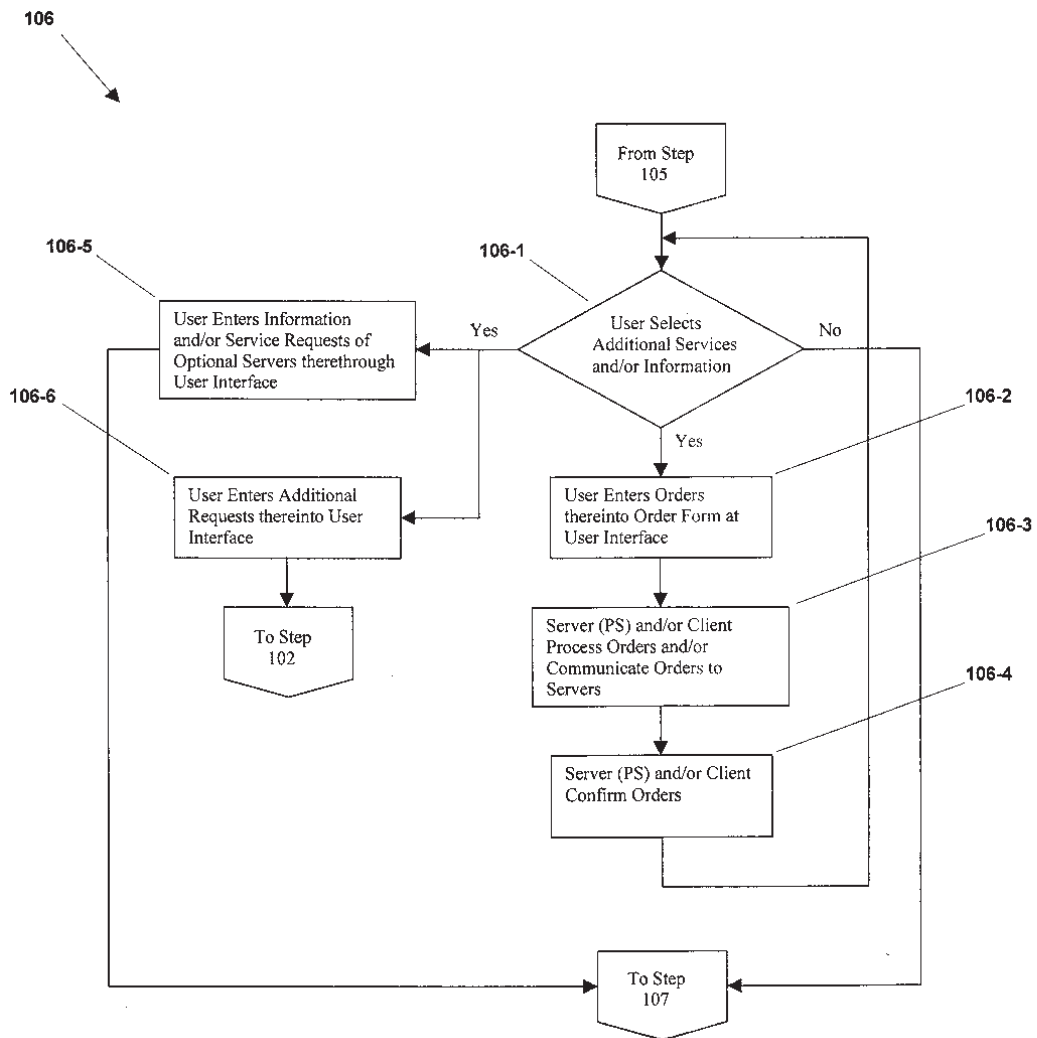 106
From Step
105
106-5
106-1
User Enters Information
and/or Service Requests of
Optional Servers therethrough
User Interface
Yes
User Selects
Additional Services
and/or Information
No
106-6
106-2
Yes
User Enters Additional
Requests thereinto User
Interface
User Enters Orders
thereinto Order Form at
User Interface
106-3
To Step
102
Server (PS) and/or Client
Process Orders and/or
Communicate Orders to
Servers
106-4
Server (PS) and/or Client
Confirm Orders
To Step
107